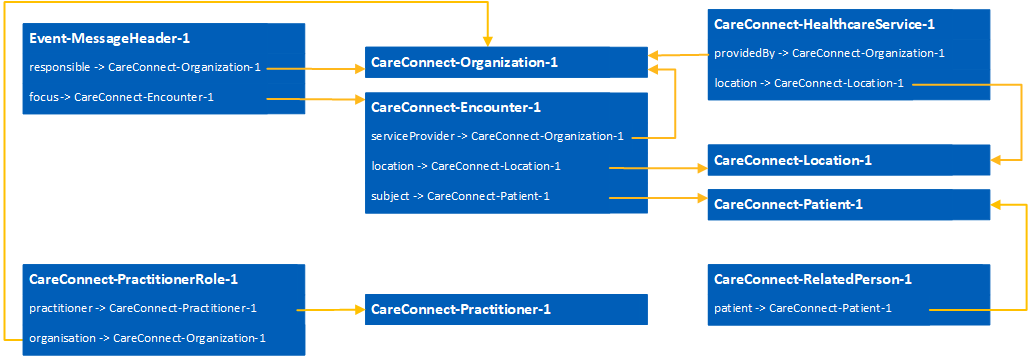 Event-MessageHeader-1
responsible -> CareConnect-Organization-1
focus-> CareConnect-Encounter-1
CareConnect-Organization-1
CareConnect-Encounter-1
serviceProvider -> CareConnect-Organization-1
location -> CareConnect-Location-1
subject -> CareConnect-Patient-1
CareConnect-HealthcareService-1
providedBy -> CareConnect-Organization-1
location -> CareConnect-Location-1
CareConnect-Location-1
CareConnect-Patient-1
CareConnect-PractitionerRole-1
practitioner -> CareConnect-Practitioner-1
organisation -> CareConnect-Organization-1
CareConnect-Practitioner-1
CareConnect-RelatedPerson-1
patient -> CareConnect-Patient-1